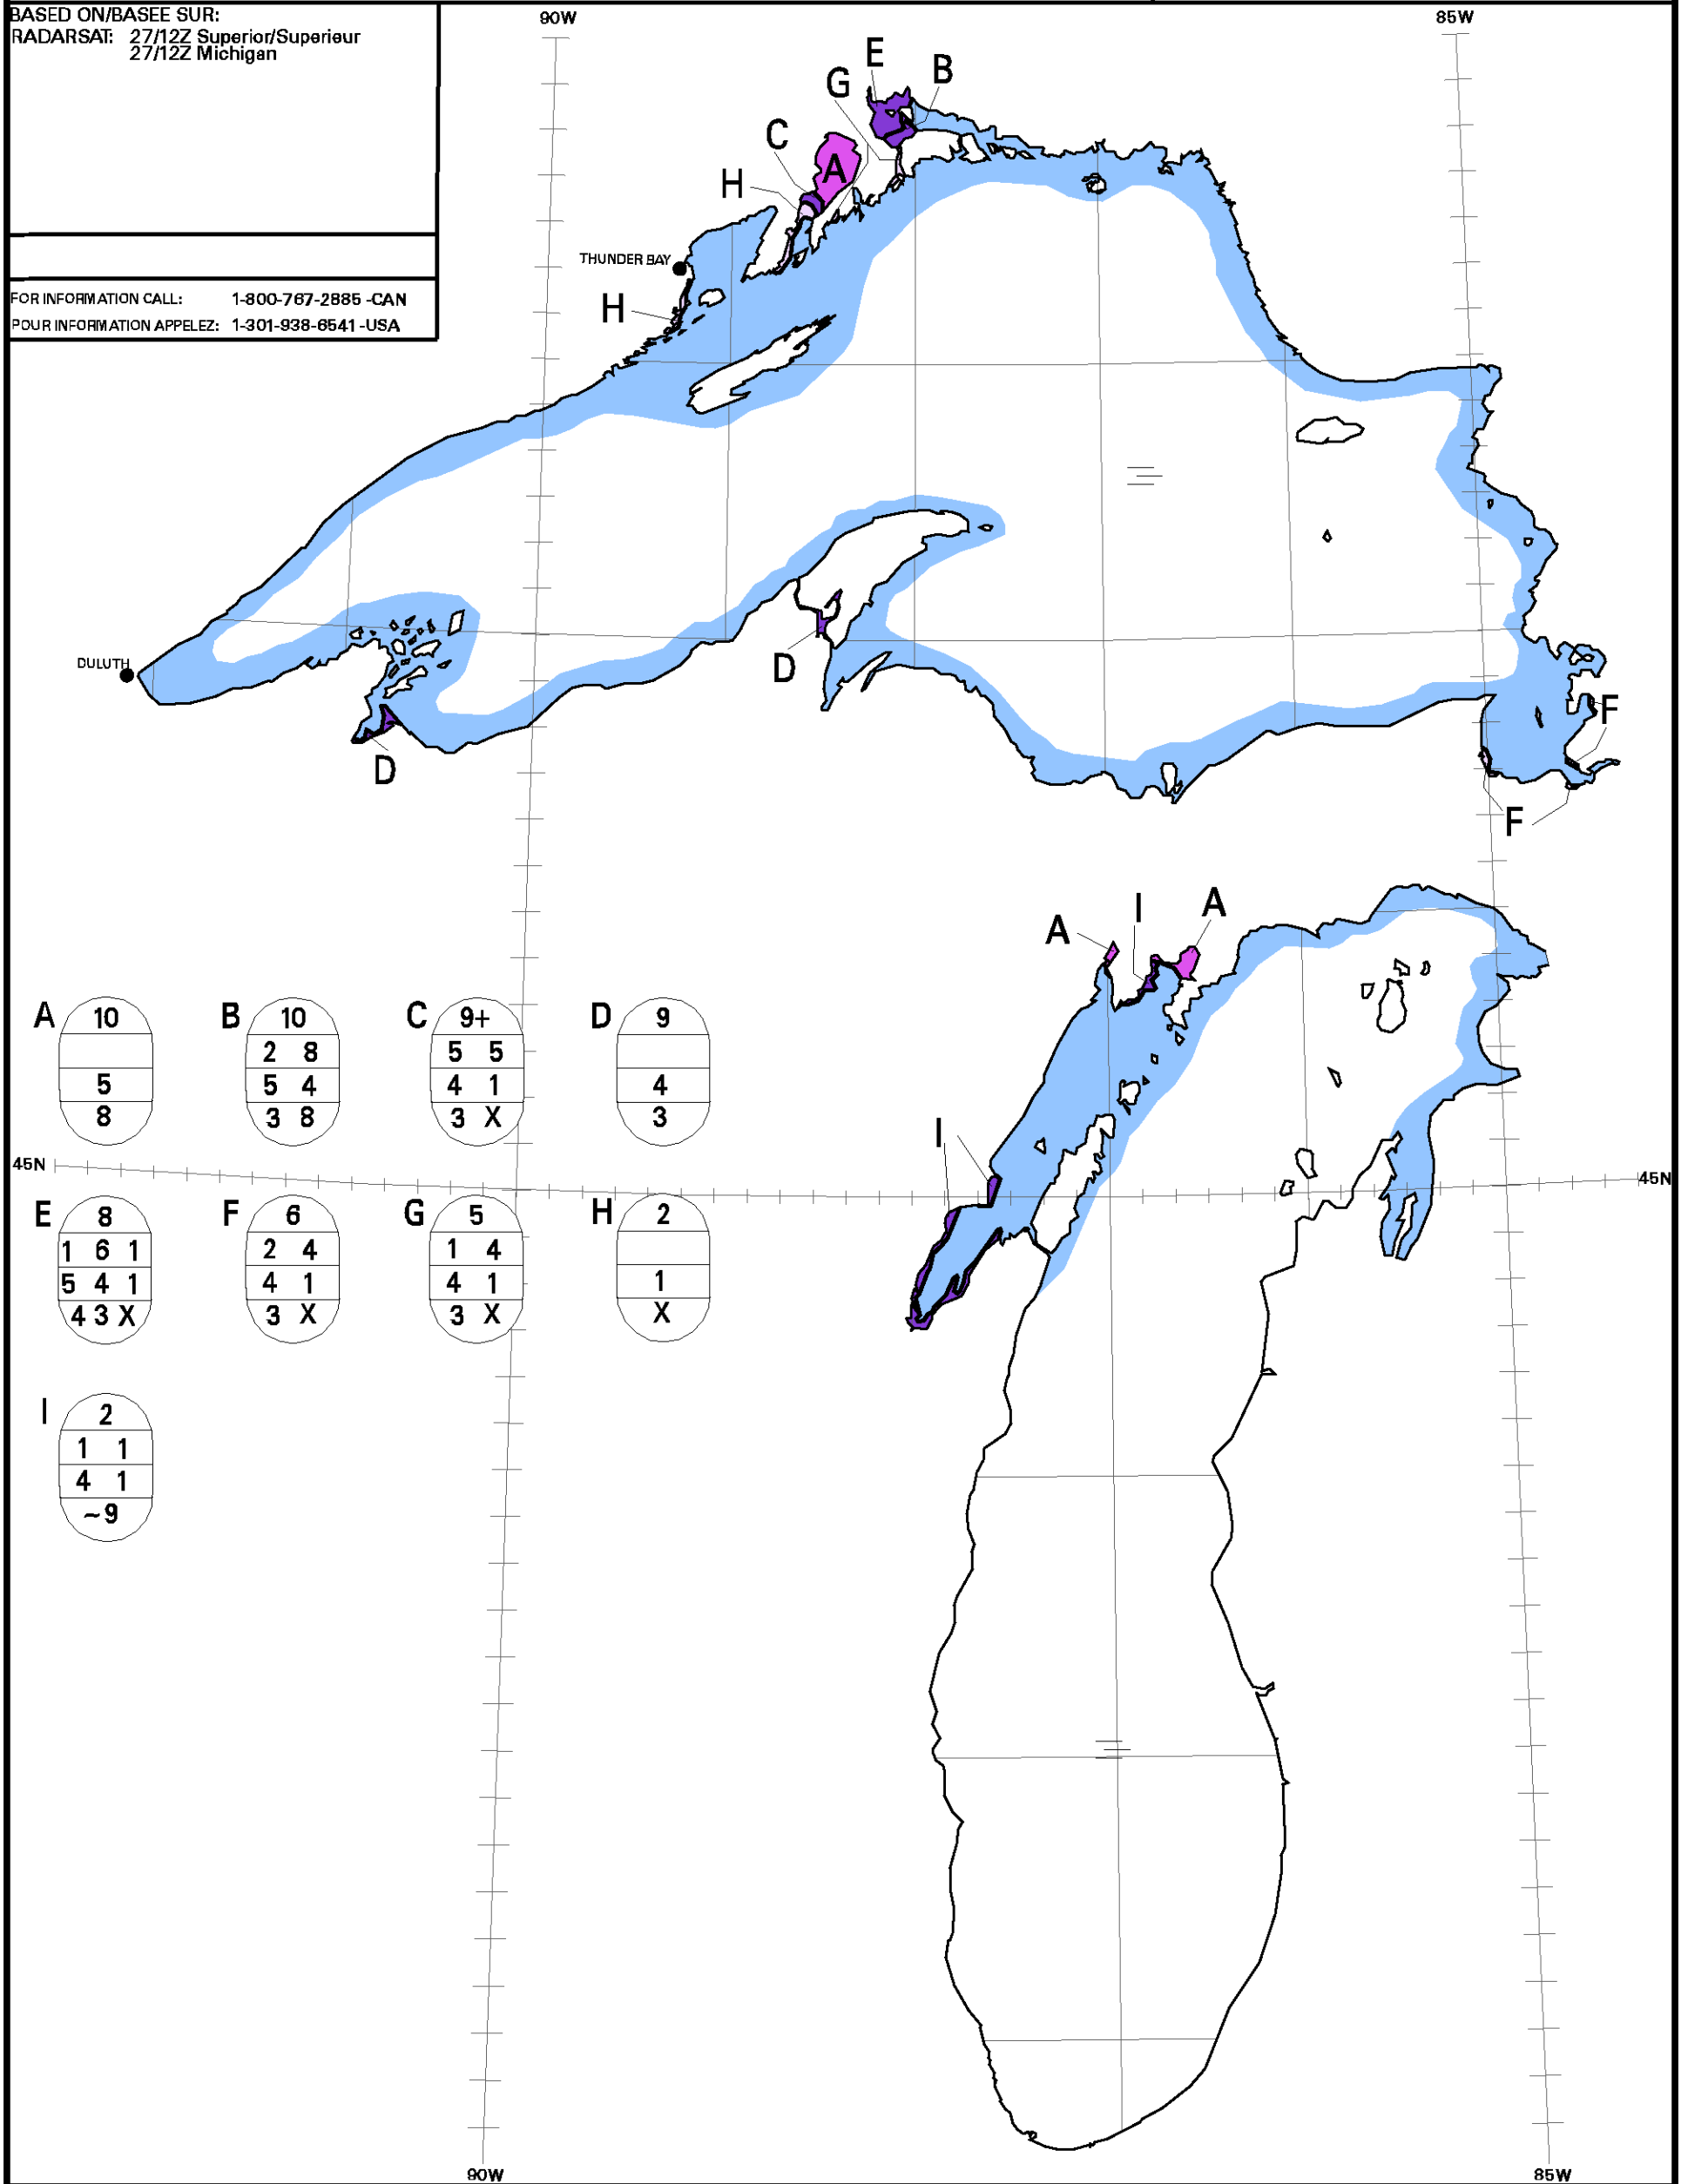 BASED ON/BASEE SUR:
RADARSAT: 27/12Z Superior/Superieur
27/12Z Michigan
FOR INFORMATION CALL: 1-800-767-2885 -CAN
POUR INFORMATION APPELEZ: 1-301-938-6541 -USA
90W
85W
E
B
G
C
A
H
THUNDER BAY
H
DULUTH
D
D
F
F
A
I
A
I
A 10
5
8
B 10
2 8
5 4
3 8
C 9+
5 5
4 1
3 X
D 9
4
3
45N
45N
E 8
1 6 1
5 4 1
4 3 X
F 6
2 4
4 1
3 X
G 5
1 4
4 1
3 X
H 2
1
X
I 2
1 1
4 1
~9
90W
85W